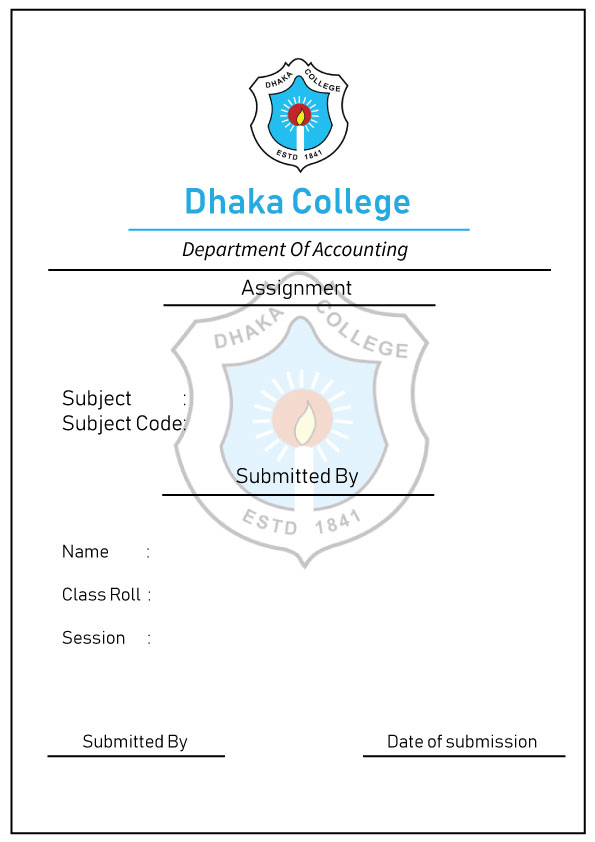 DHAKA COLLEGE
ESTD 1841
Dhaka College
Department Of Accounting
Assignment
DHAKA COLLEGE
Subject :
Subject Code:
Submitted By
ESTD 1841
Name :
Class Roll :
Session :
Submitted By Date of submission